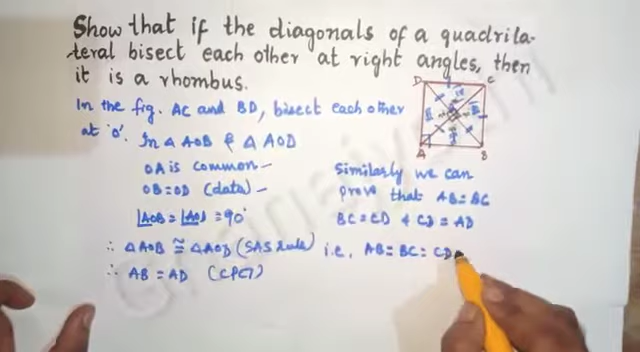 Show that if the diagonals of a quadrila-
teral bisect each other at right angles, then
it is a rhombus.
In the fig. AC and BD, bisect each other
at 'O'. In △ AOB & △ AOD
OA is common –
OB = OD (data) –
∠AOB = ∠AOD = 90°
∴ △AOB ≅ △AOD (SAS rule)
∴ AB = AD (CPCT)
D C
A B
Similarly we can
prove that AB = BC
BC = CD & CD = AD
i.e, AB = BC = CD